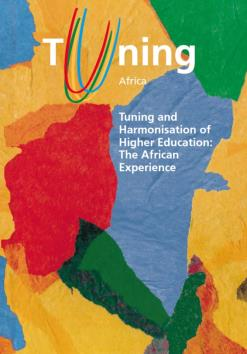 Tuning
Africa
Tuning and
Harmonisation of
Higher Education:
The African
Experience